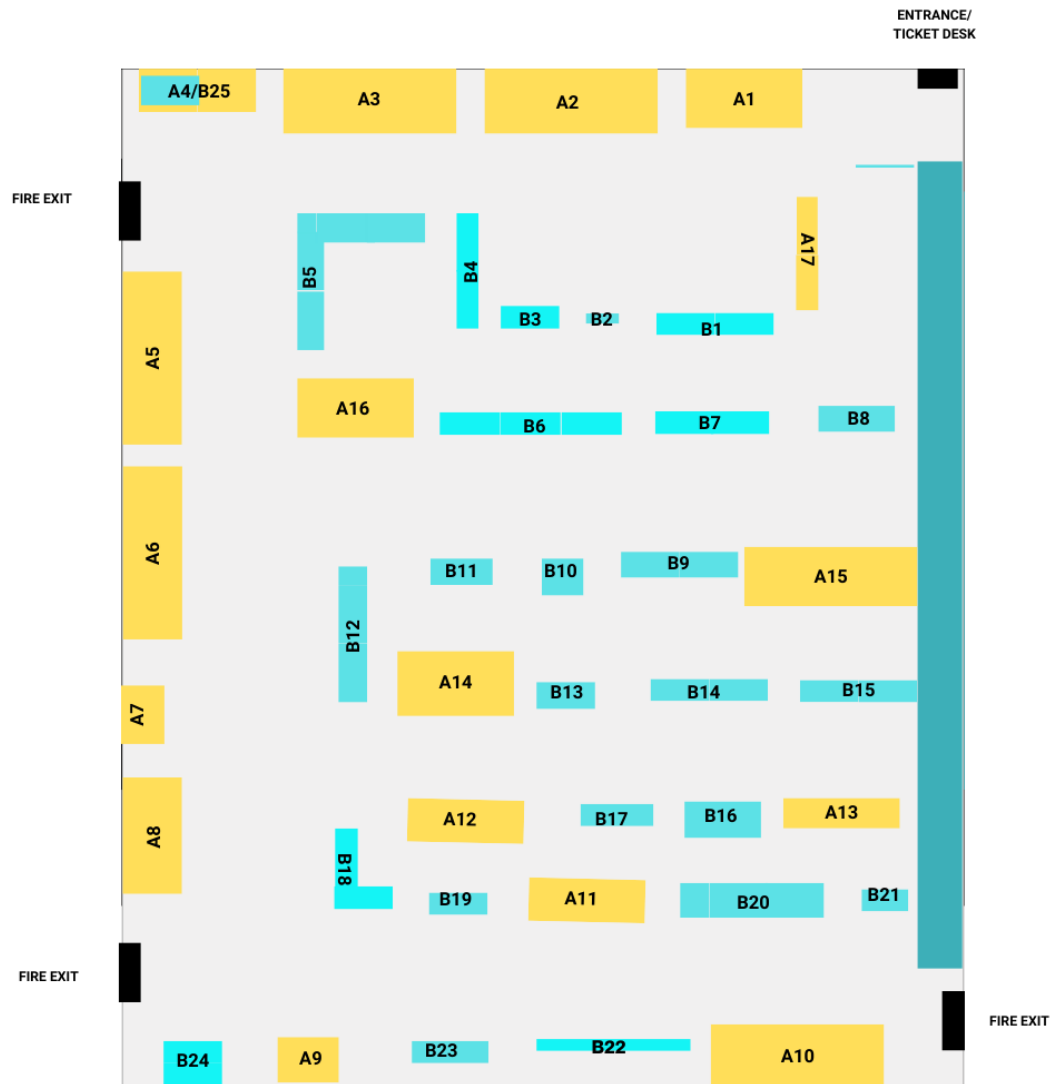 ENTRANCE/
TICKET DESK
A4/B25
A3
A2
A1
FIRE EXIT
A17
B5
B4
B3
B2
B1
A5
A16
B6
B7
B8
A6
B11
B10
B9
A15
B12
A14
B13
B14
B15
A7
A12
B17
B16
A13
A8
B18
B19
A11
B20
B21
FIRE EXIT
FIRE EXIT
B24
A9
B23
B22
A10